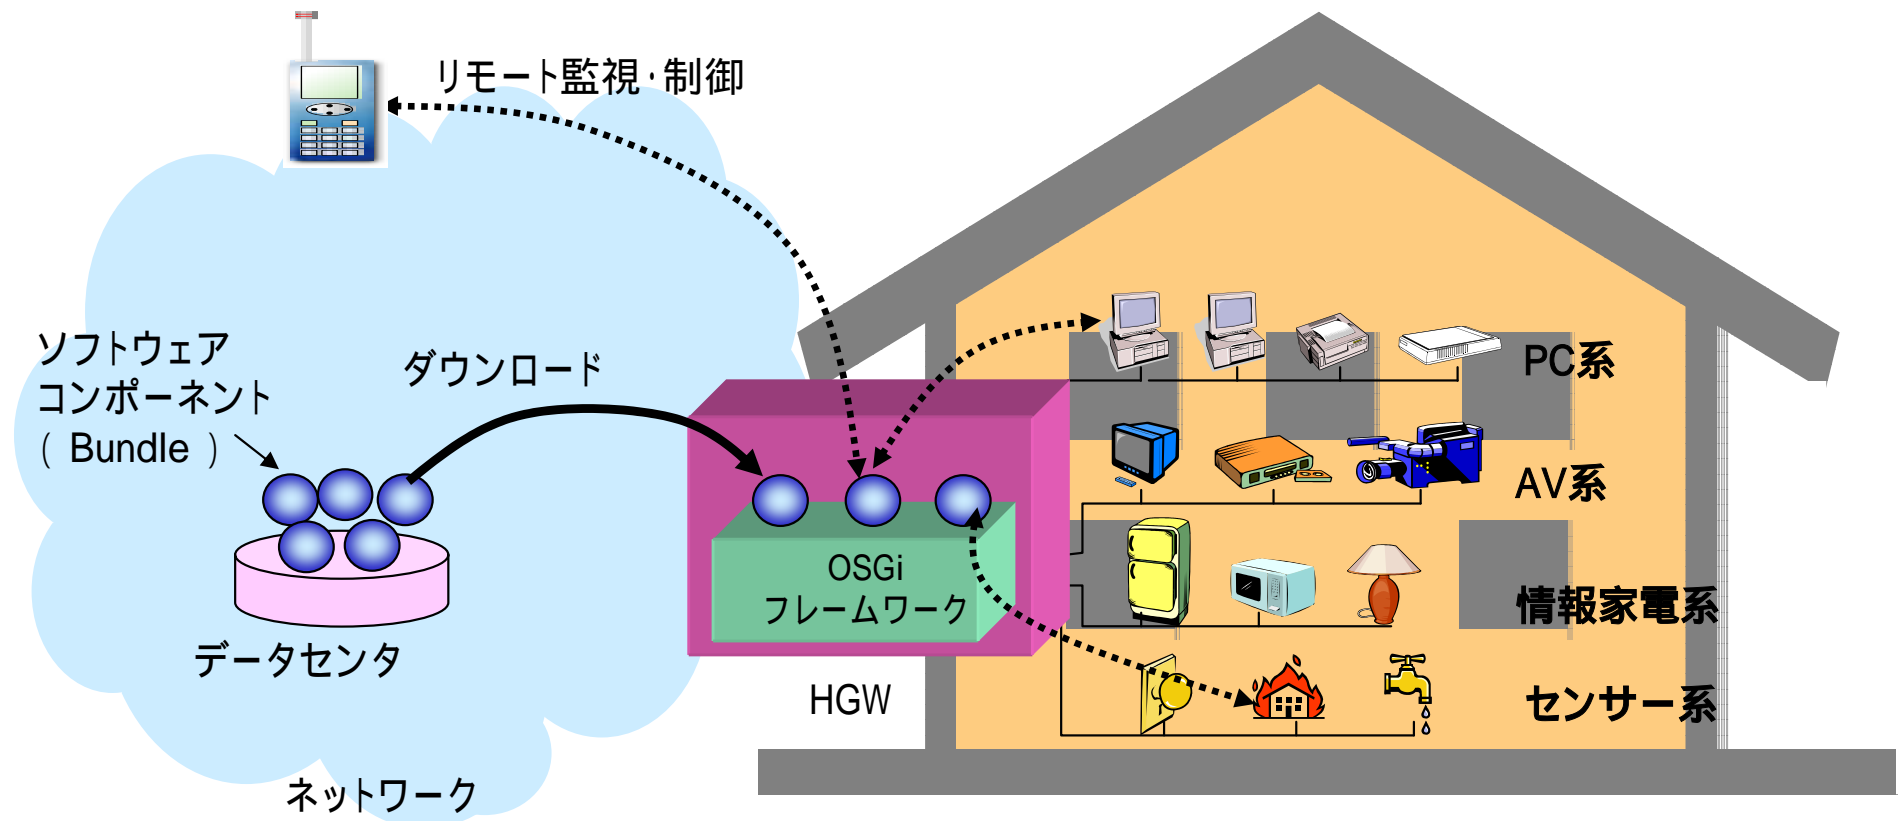 リモート監視・制御
ソフトウェア
コンポーネント
( Bundle )
ダウンロード
データセンタ
ネットワーク
OSGi
フレームワーク
HGW
PC系
AV系
情報家電系
センサー系